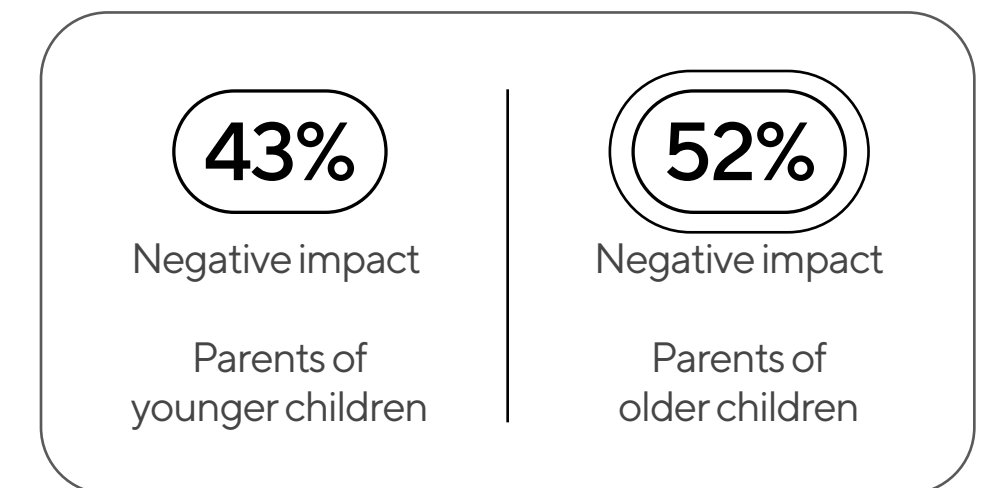 43%
Negative impact
Parents of
younger children
52%
Negative impact
Parents of
older children